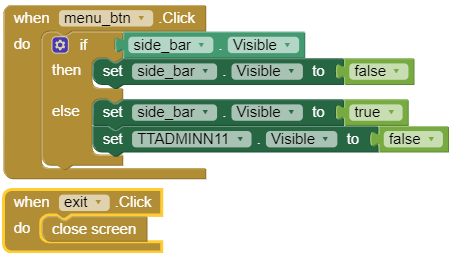 when menu_btn .Click
do if side_bar . Visible
then set side_bar . Visible to false
else set side_bar . Visible to true
set TTADMINN11 . Visible to false
when exit .Click
do close screen